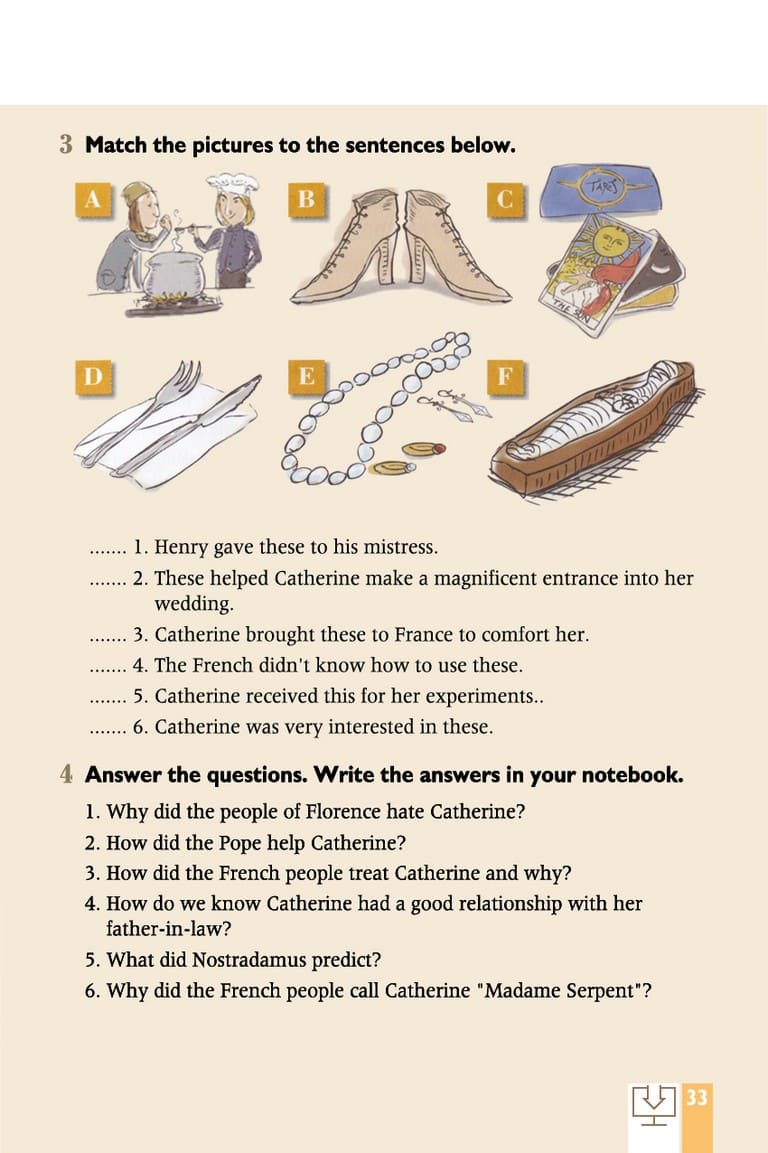 3 Match the pictures to the sentences below.
A
B
C
TAROT
THE SUN
D
E
F
....... 1. Henry gave these to his mistress.
....... 2. These helped Catherine make a magnificent entrance into her
wedding.
....... 3. Catherine brought these to France to comfort her.
....... 4. The French didn't know how to use these.
....... 5. Catherine received this for her experiments..
....... 6. Catherine was very interested in these.
4 Answer the questions. Write the answers in your notebook.
1. Why did the people of Florence hate Catherine?
2. How did the Pope help Catherine?
3. How did the French people treat Catherine and why?
4. How do we know Catherine had a good relationship with her
father-in-law?
5. What did Nostradamus predict?
6. Why did the French people call Catherine "Madame Serpent"?
33